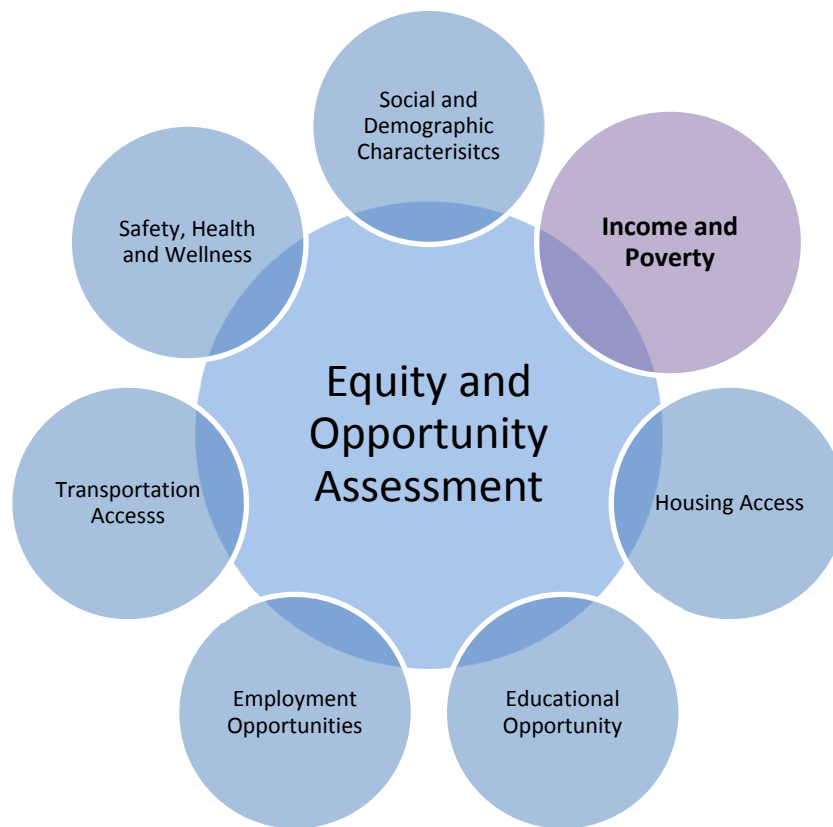 Social and
Demographic
Characterisitcs
Income and
Poverty
Safety, Health
and Wellness
Equity and
Opportunity
Assessment
Transportation
Accesss
Housing Access
Employment
Opportunities
Educational
Opportunity